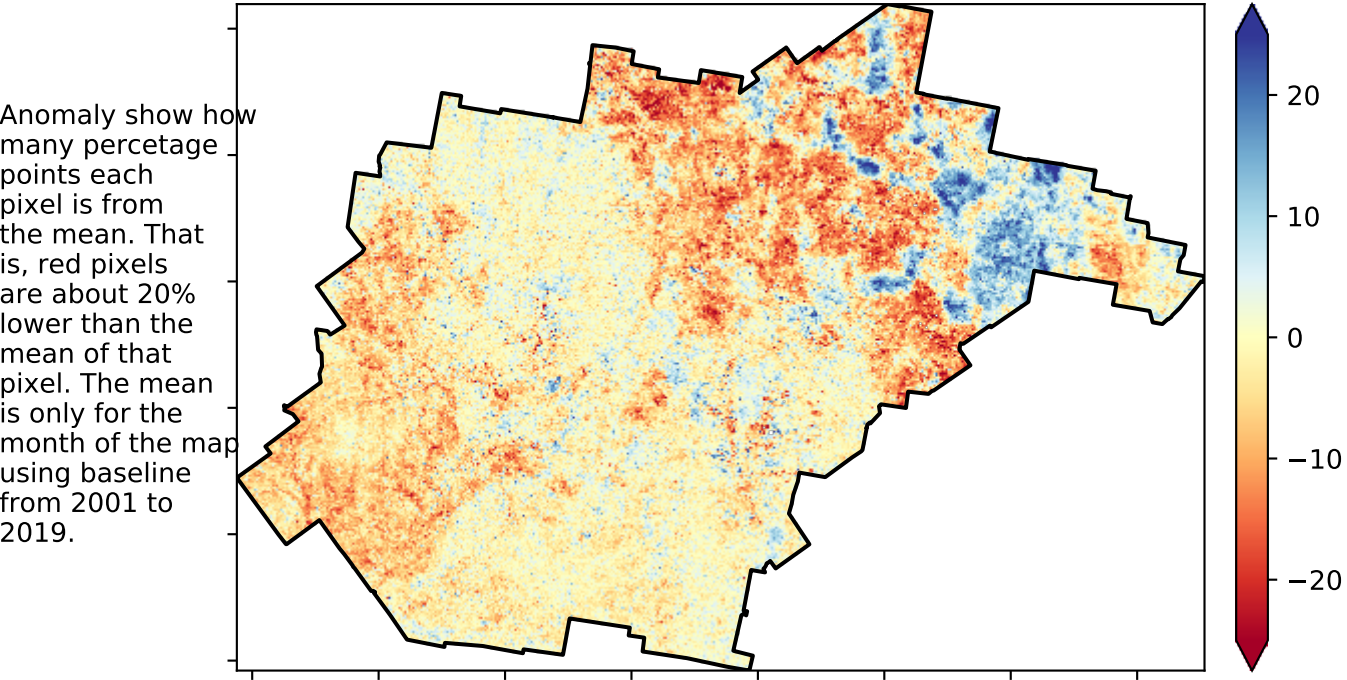 Anomaly show how
many percetage
points each
pixel is from
the mean. That
is, red pixels
are about 20%
lower than the
mean of that
pixel. The mean
is only for the
month of the map
using baseline
from 2001 to
2019.
20
10
0
−10
−20